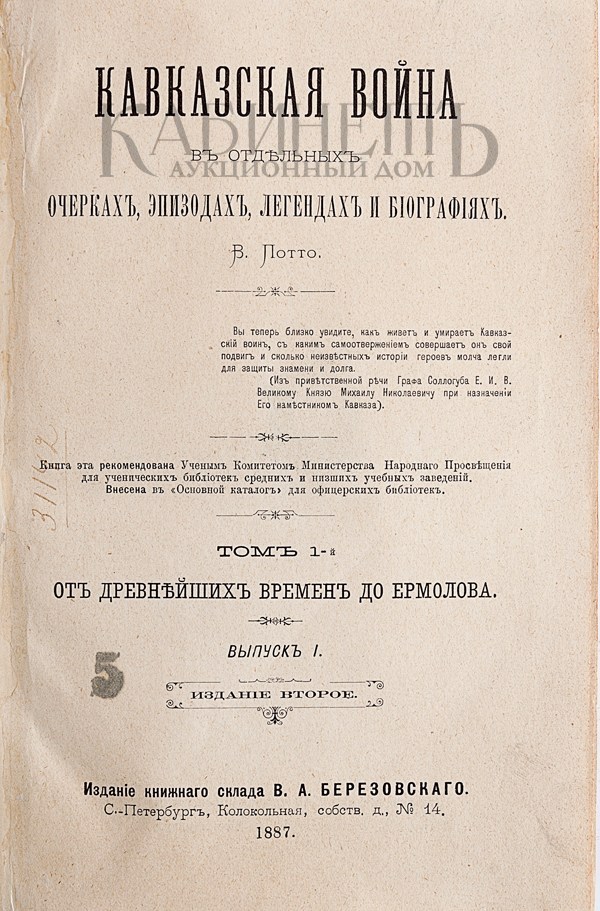 КАВКАЗСКАЯ ВОЙНА
КАБИНЕТЪ
ВЪ ОТДѢЛЬНЫХЪ
АУКЦИОННЫЙ ДОМ
ОЧЕРКАХЪ, ЭПИЗОДАХЪ, ЛЕГЕНДАХЪ И БІОГРАФІЯХЪ.
В. Потто.
Вы теперь близко увидите, какъ живетъ и умираетъ Кавказ-
скій воинъ, съ какимъ самоотверженіемъ совершаетъ онъ свой
подвигъ и сколько неизвѣстныхъ исторіи героевъ молча легли
для защиты знамени и долга.
(Изъ привѣтственной рѣчи Графа Соллогуба Е. И. В.
Великому Князю Михаилу Николаевичу при назначеніи
Его намѣстникомъ Кавказа).
31112
Книга эта рекомендована Ученымъ Комитетомъ Министерства Народнаго Просвѣщенія
для ученическихъ библіотекъ среднихъ и низшихъ учебныхъ заведеній.
Внесена въ «Основной каталогъ» для офицерскихъ библіотекъ.
ТОМЪ 1-й
ОТЪ ДРЕВНѢЙШИХЪ ВРЕМЕНЪ ДО ЕРМОЛОВА.
ВЫПУСКЪ I.
5
ИЗДАНІЕ ВТОРОЕ.
Изданіе книжнаго склада В. А. БЕРЕЗОВСКАГО.
С.-Петербургъ, Колокольная, собств. д., № 14.
1887.